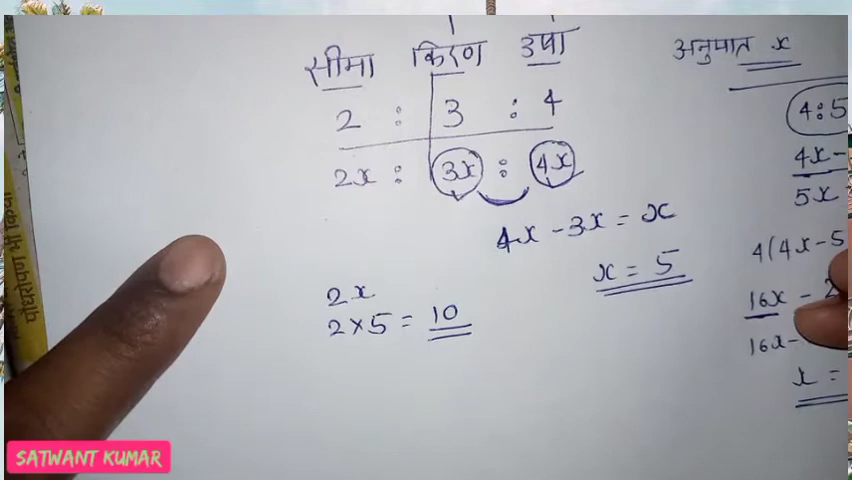 सीमा किरण उषा
2 : 3 : 4
2x : 3x : 4x
4x - 3x = x
x = 5
2x
2×5 = 10
अनुपात x
4:5
4x -
5x
4(4x-5
16x - 2
16x-
x =
SATWANT KUMAR